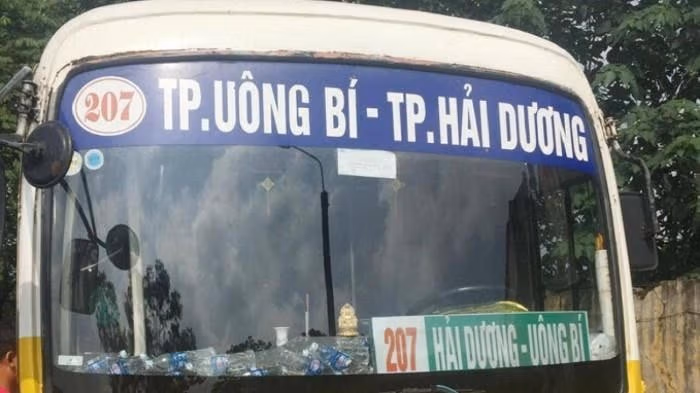 207 TP.UÔNG BÍ - TP.HẢI DƯƠNG
207 HẢI DƯƠNG - UÔNG BÍ